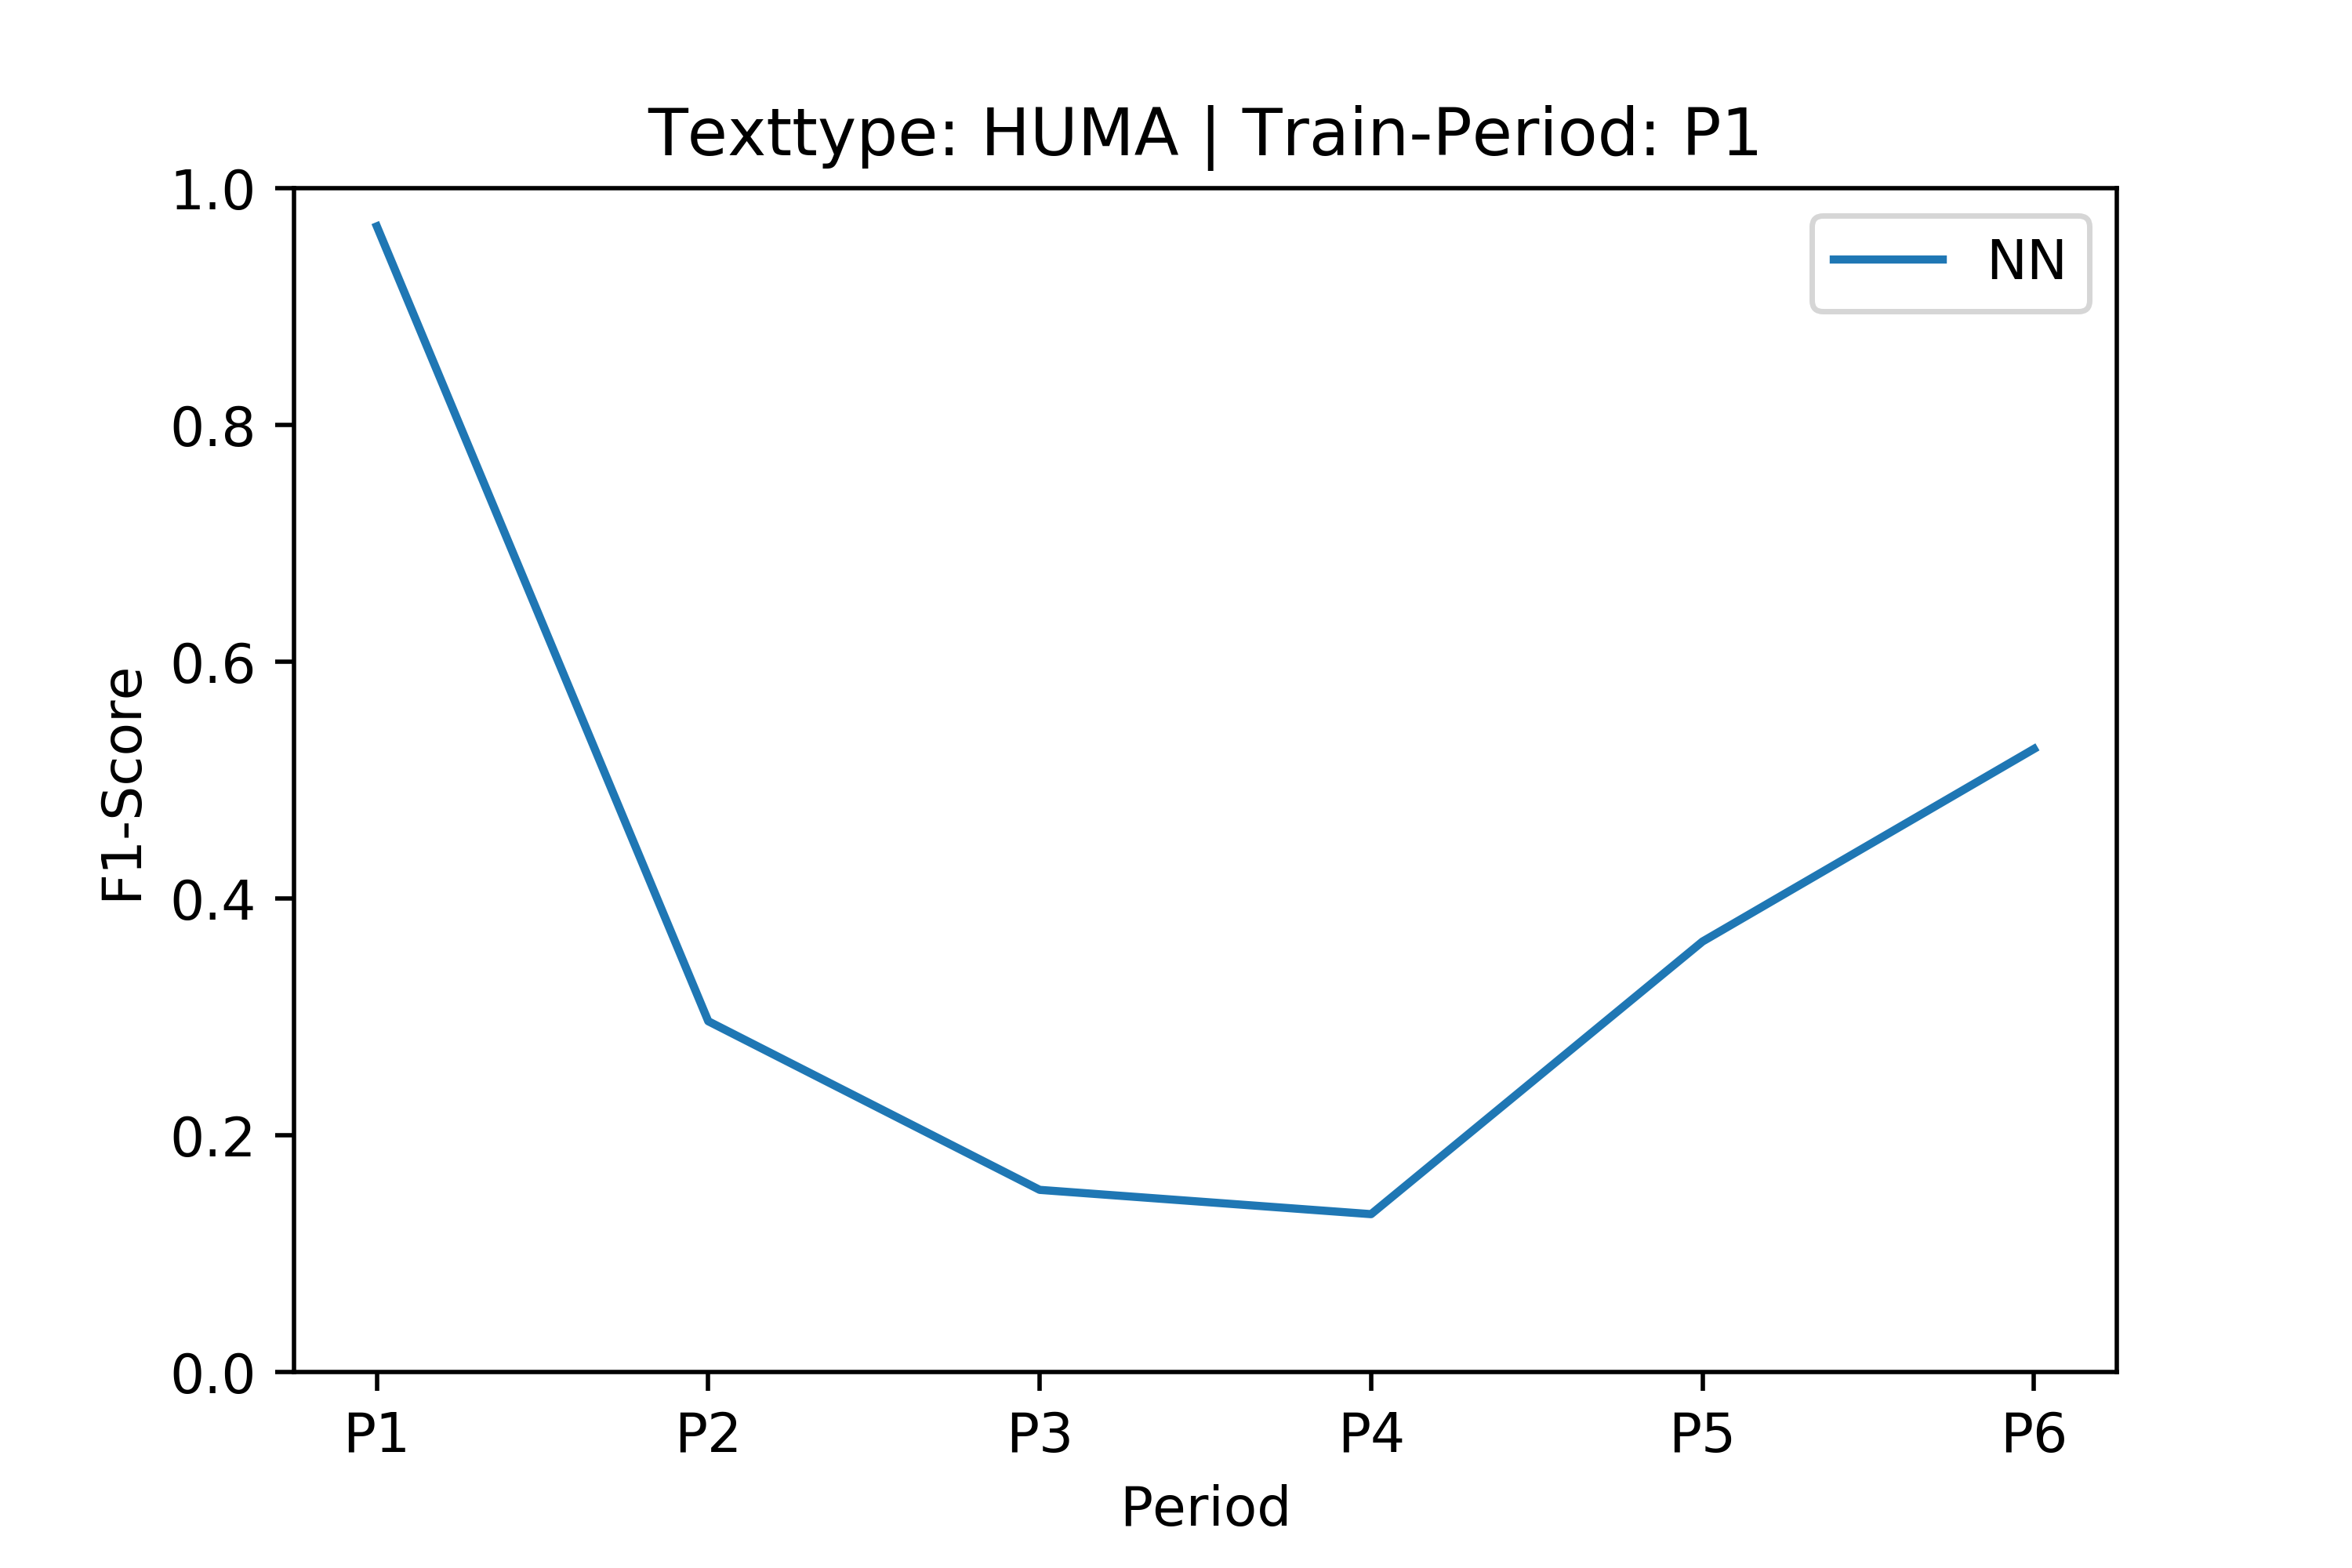 Texttype: HUMA | Train-Period: P1
1.0
0.8
0.6
0.4
0.2
0.0
F1-Score
NN
P1 P2 P3 P4 P5 P6
Period